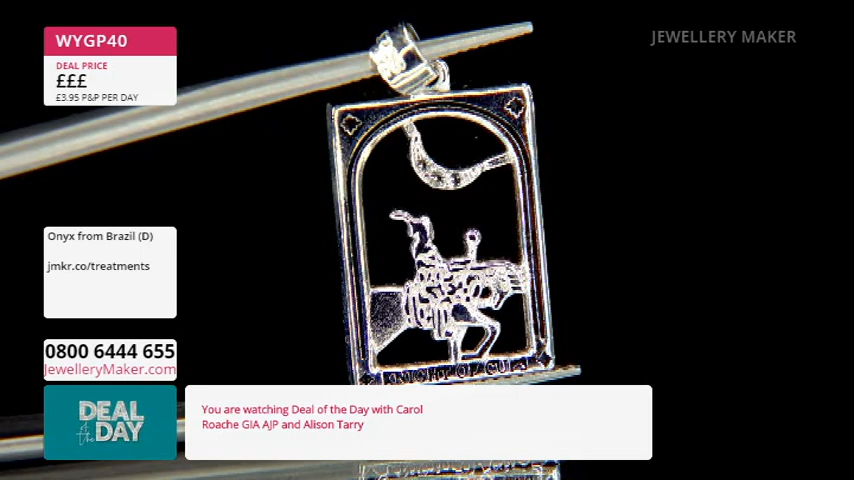 WYGP40
DEAL PRICE
£££
£3.95 P&P PER DAY
JEWELLERY MAKER
Onyx from Brazil (D)
jmkr.co/treatments
0800 6444 655
JewelleryMaker.com
DEAL
of the
DAY
You are watching Deal of the Day with Carol
Roache GIA AJP and Alison Tarry
KNIGHT OF CUPS